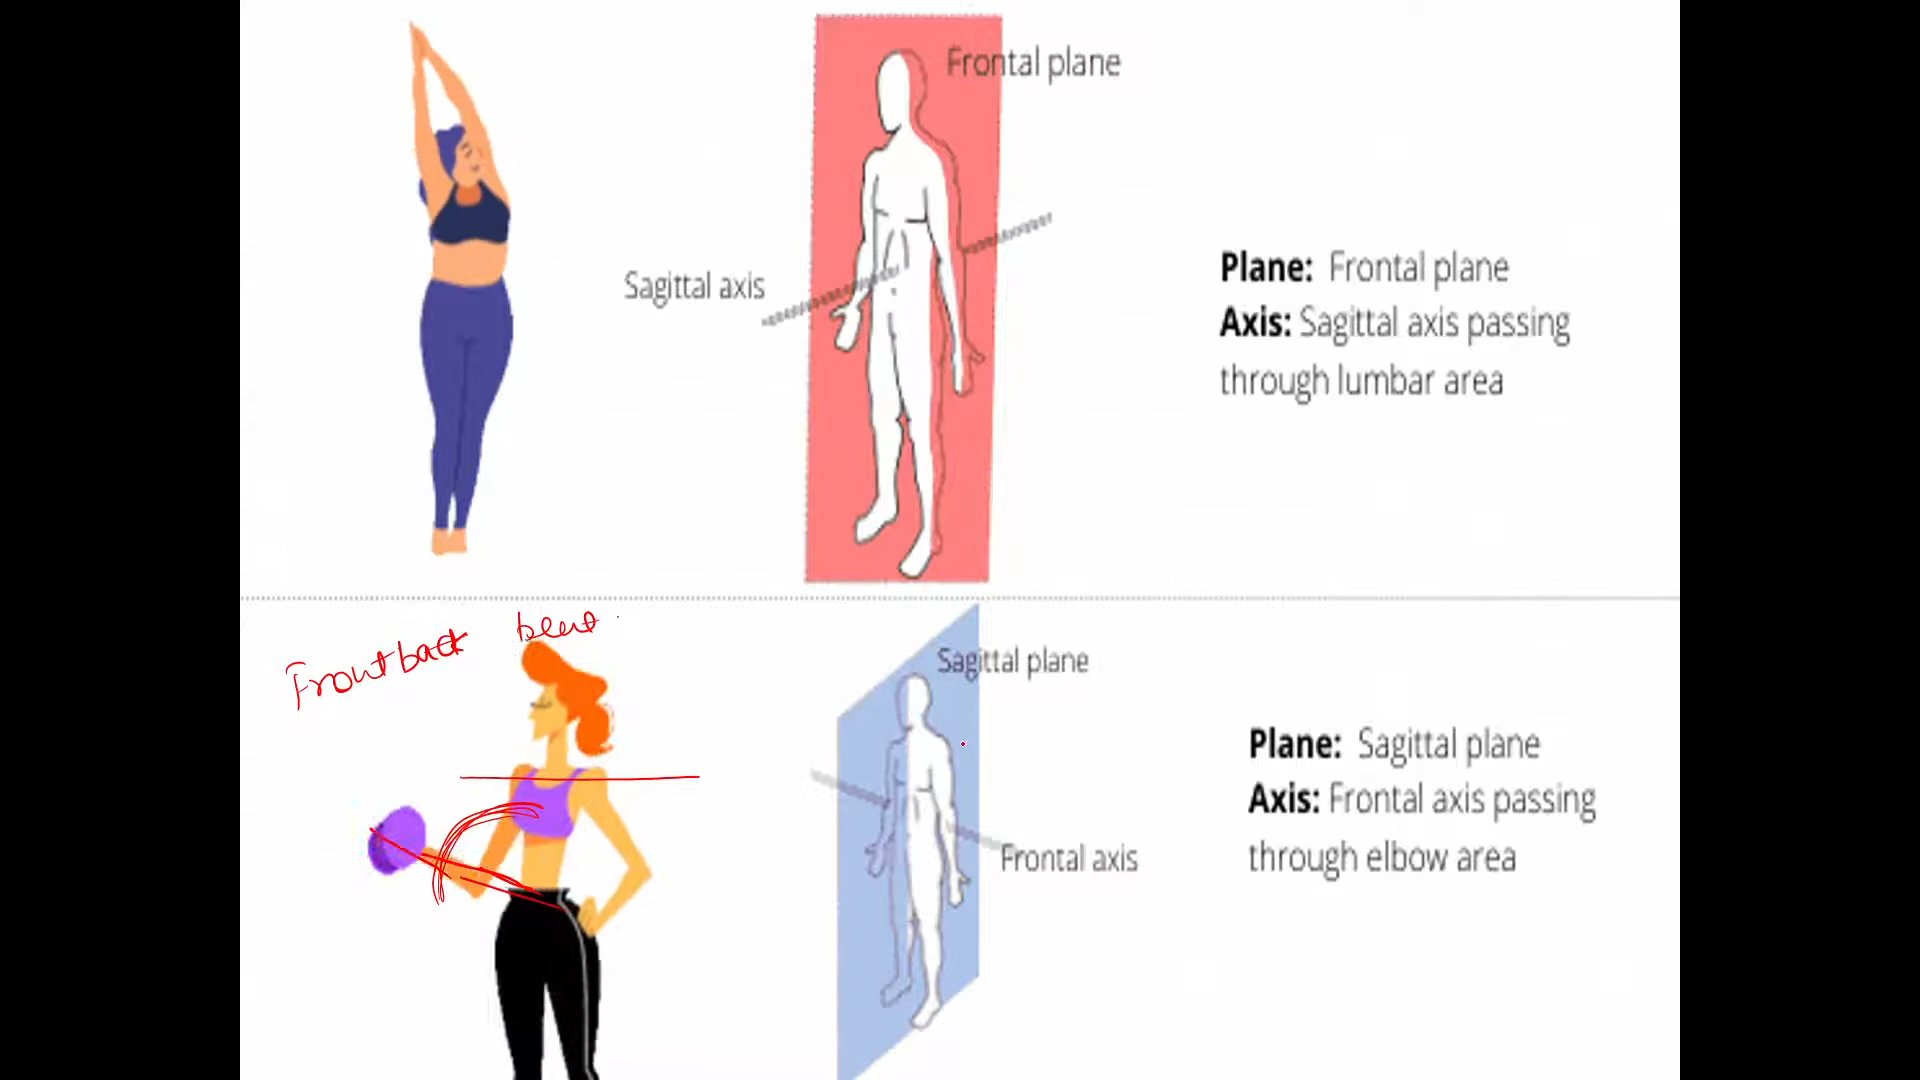 Frontal plane
Sagittal axis
Plane: Frontal plane
Axis: Sagittal axis passing
through lumbar area
Front back bent
Sagittal plane
Frontal axis
Plane: Sagittal plane
Axis: Frontal axis passing
through elbow area